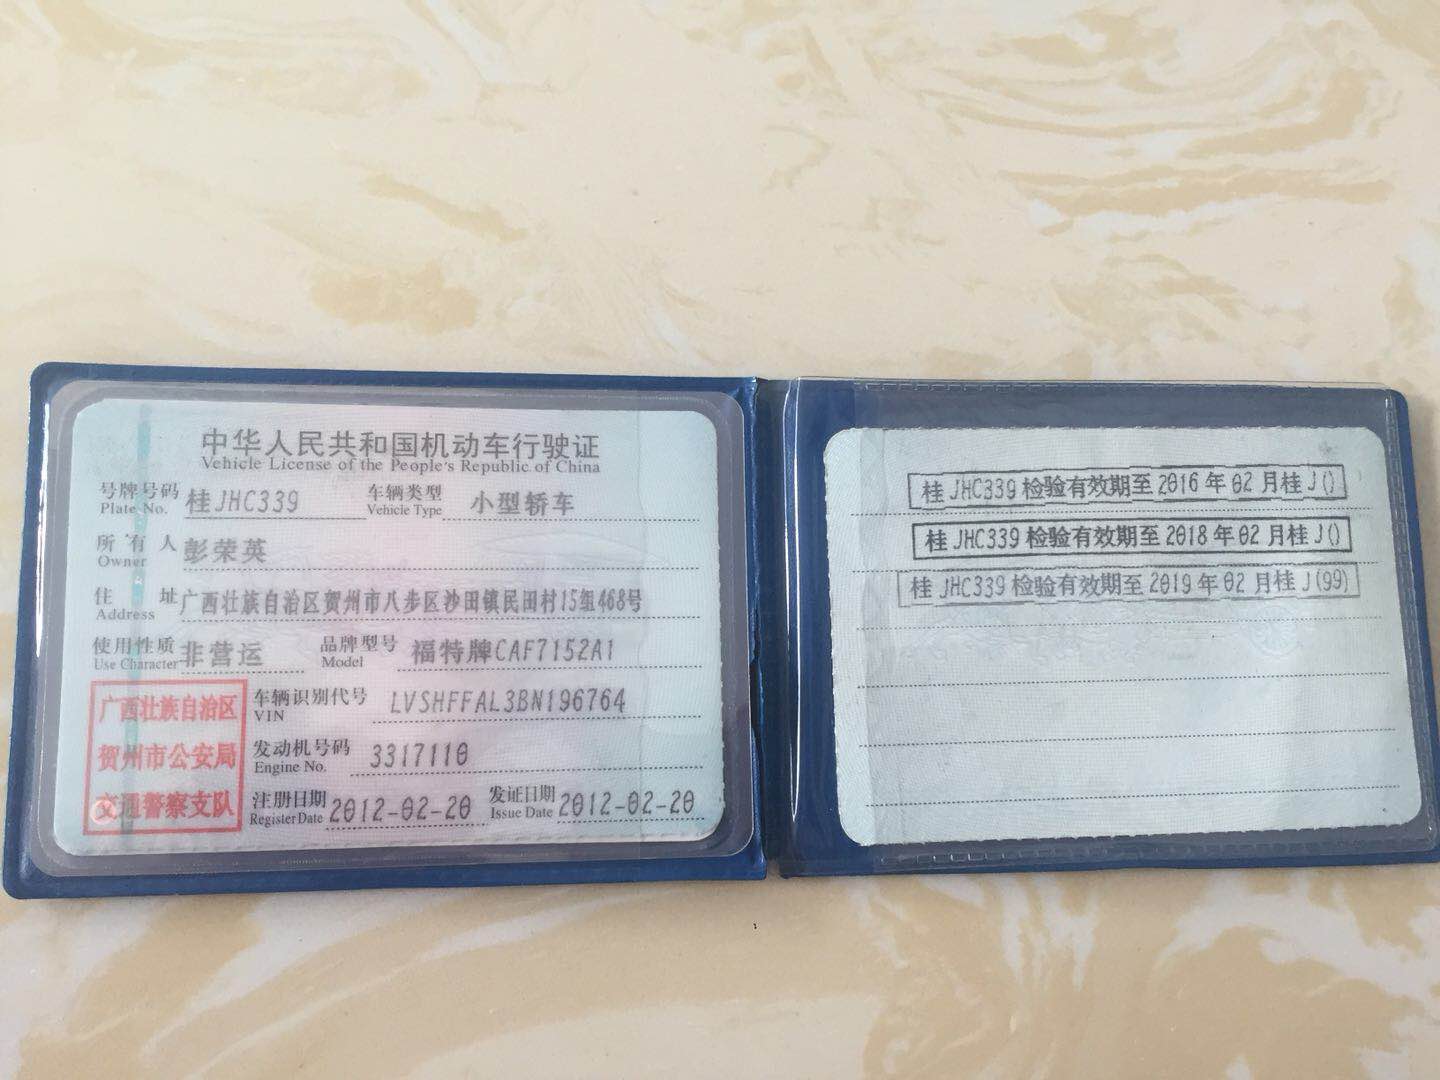 中华人民共和国机动车行驶证
Vehicle License of the People's Republic of China
号牌号码 桂JHC339 车辆类型 小型轿车
Plate No. Vehicle Type
所有人 彭荣英
Owner
住址 广西壮族自治区贺州市八步区沙田镇民田村15组468号
Address
使用性质 非营运 品牌型号 福特牌CAF7152A1
Use Character Model
广西壮族自治区
贺州市公安局
交通警察支队
车辆识别代号 LVSHFFAL3BN196764
VIN
发动机号码 3317110
Engine No.
注册日期 2012-02-20 发证日期 2012-02-20
Register Date Issue Date
桂JHC339检验有效期至2016年02月桂J()
桂JHC339检验有效期至2018年02月桂J()
桂JHC339检验有效期至2019年02月桂J(99)